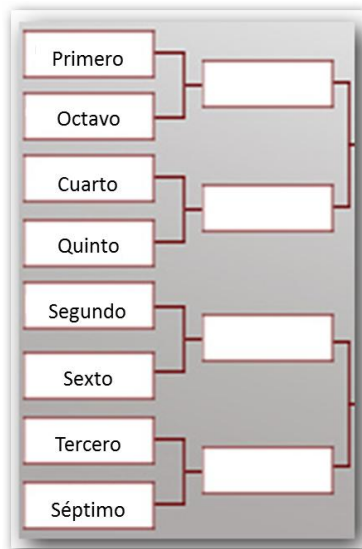 Primero
Octavo
Cuarto
Quinto
Segundo
Sexto
Tercero
Séptimo